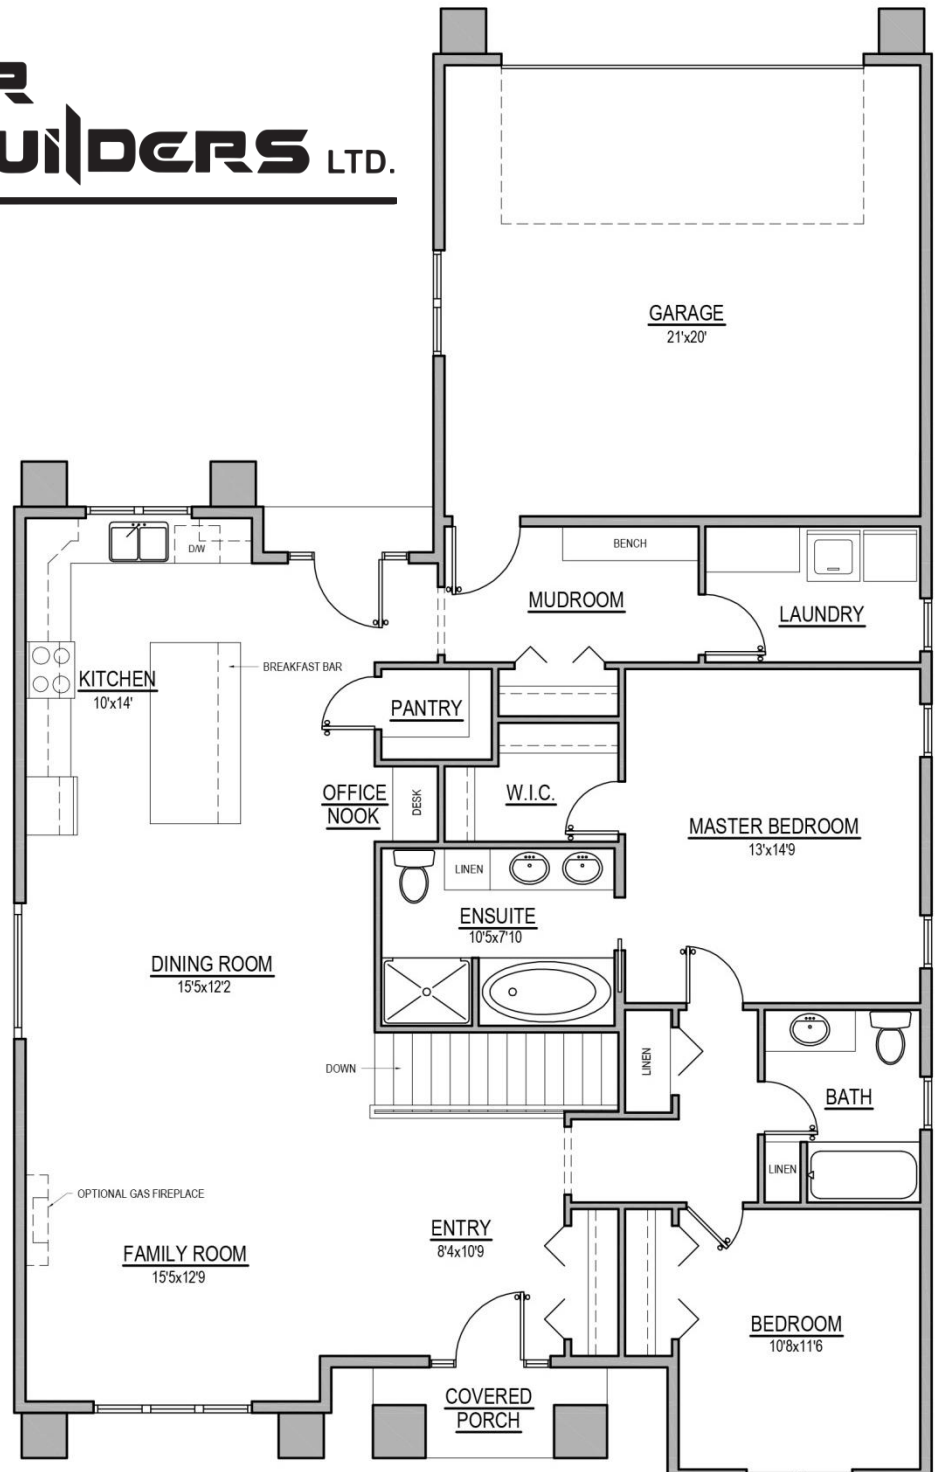 BUILDERS LTD.
GARAGE
21'x20'
BENCH
MUDROOM
LAUNDRY
D/W
BREAKFAST BAR
KITCHEN
10'x14'
PANTRY
OFFICE
NOOK
DESK
W.I.C.
MASTER BEDROOM
13'x14'9
LINEN
ENSUITE
10'5x7'10
DINING ROOM
15'5x12'2
DOWN
LINEN
BATH
LINEN
OPTIONAL GAS FIREPLACE
FAMILY ROOM
15'5x12'9
ENTRY
8'4x10'9
BEDROOM
10'8x11'6
COVERED
PORCH